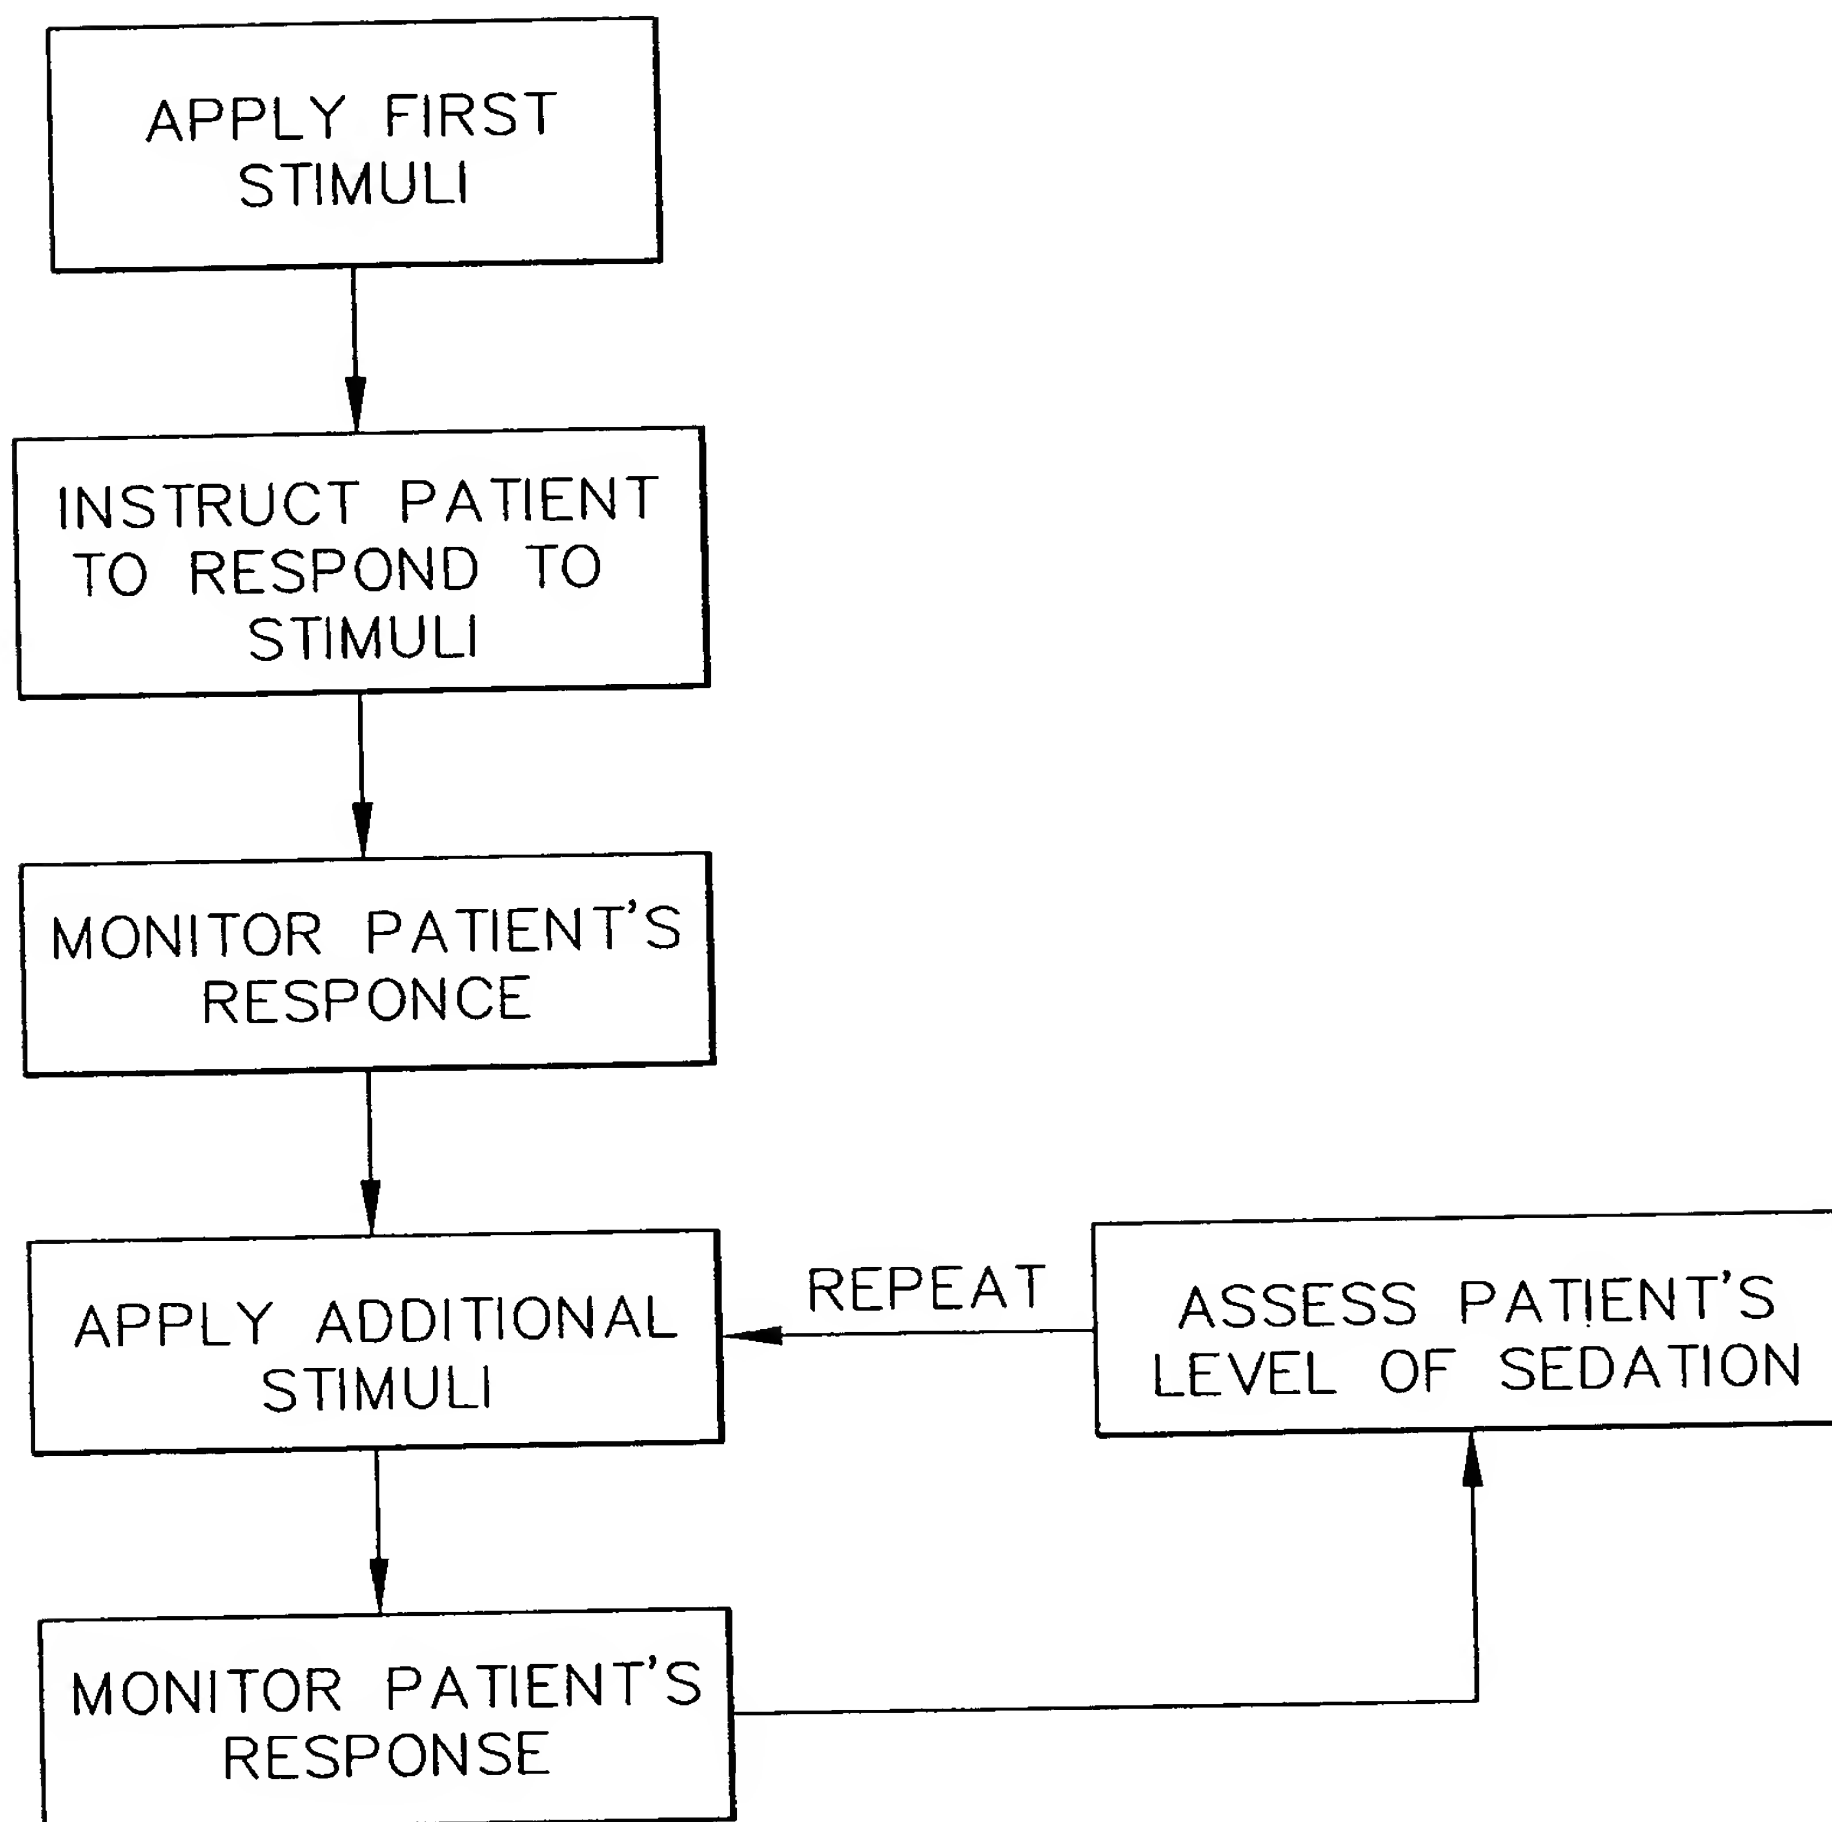 APPLY FIRST
STIMULI
INSTRUCT PATIENT
TO RESPOND TO
STIMULI
MONITOR PATIENT'S
RESPONCE
APPLY ADDITIONAL
STIMULI
REPEAT
ASSESS PATIENT'S
LEVEL OF SEDATION
MONITOR PATIENT'S
RESPONSE